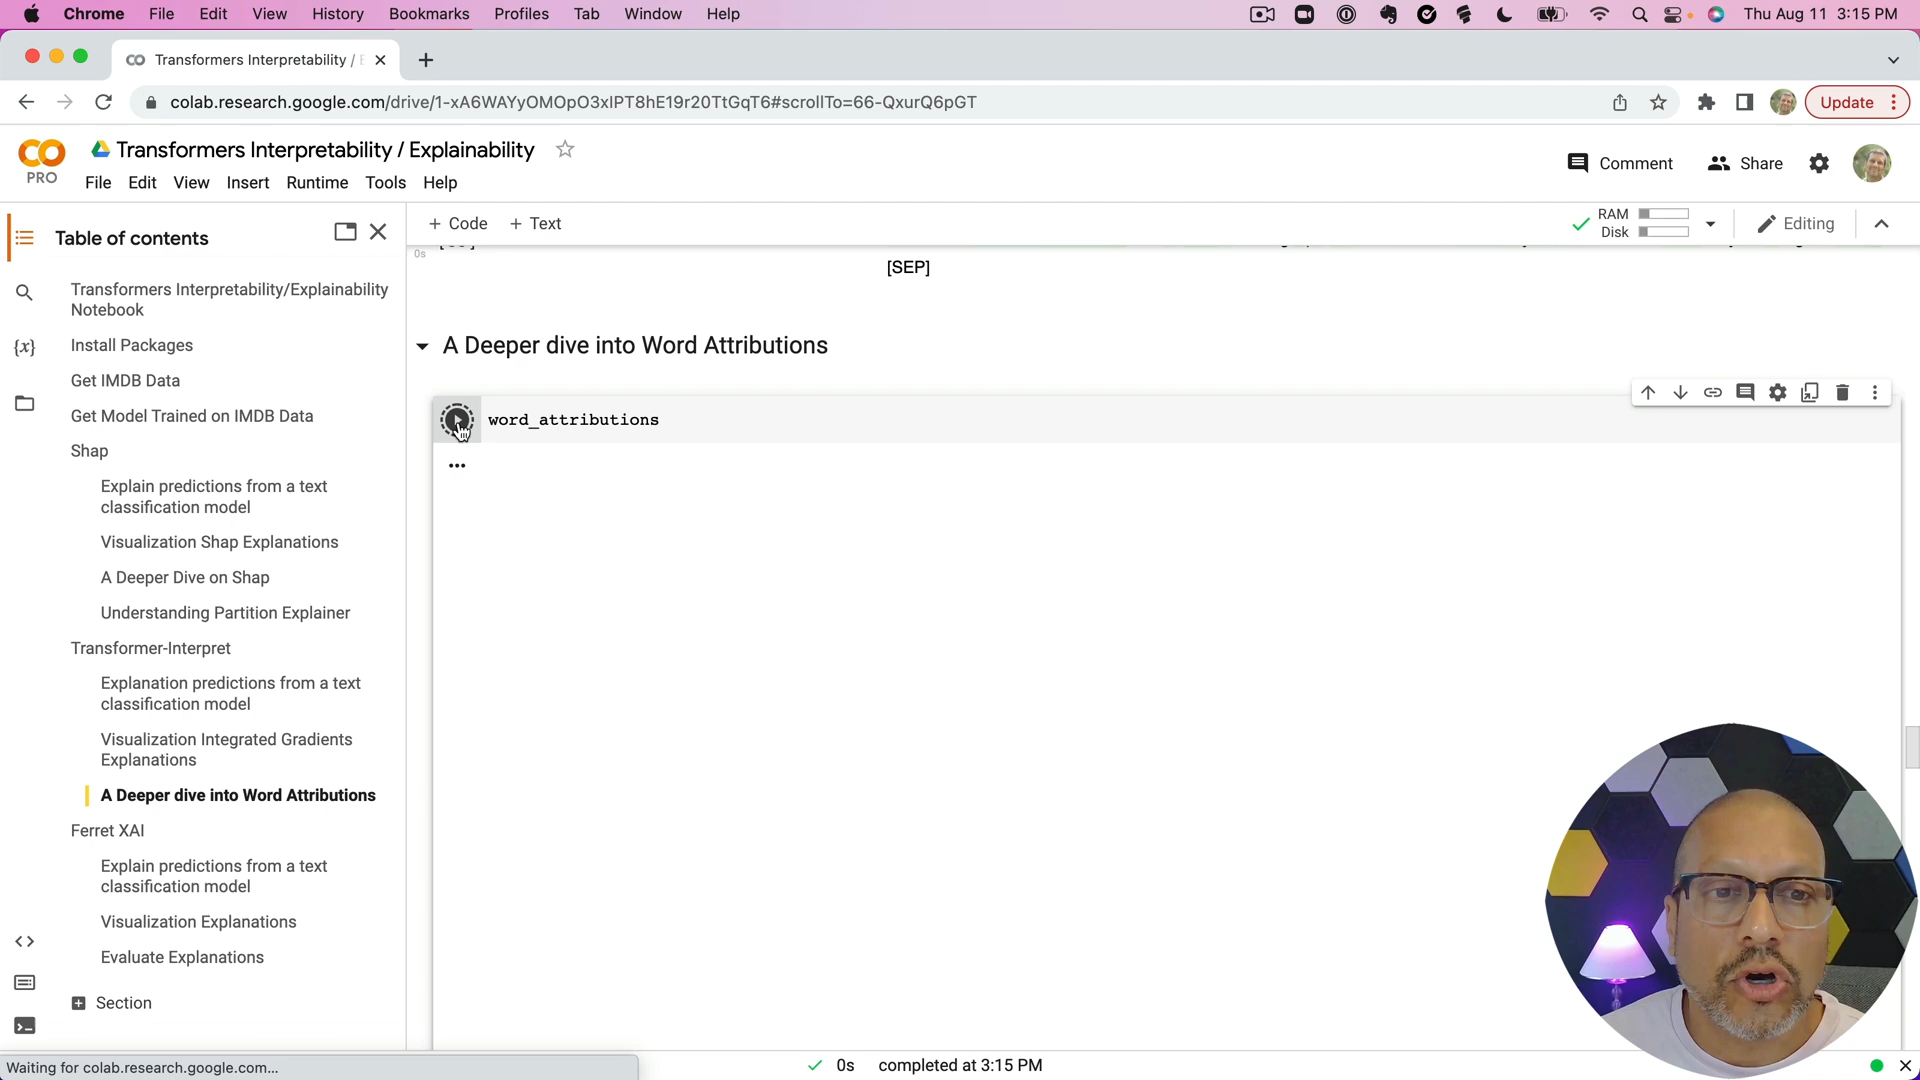 Chrome File Edit View History Bookmarks Profiles Tab Window Help
Thu Aug 11 3:15 PM
Transformers Interpretability / E
colab.research.google.com/drive/1-xA6WAYyOMOpO3xIPT8hE19r20TtGqT6#scrollTo=66-QxurQ6pGT
Update
CO
PRO
Transformers Interpretability / Explainability
File Edit View Insert Runtime Tools Help
Comment
Share
Table of contents
Transformers Interpretability/Explainability
Notebook
Install Packages
Get IMDB Data
Get Model Trained on IMDB Data
Shap
Explain predictions from a text
classification model
Visualization Shap Explanations
A Deeper Dive on Shap
Understanding Partition Explainer
Transformer-Interpret
Explanation predictions from a text
classification model
Visualization Integrated Gradients
Explanations
A Deeper dive into Word Attributions
Ferret XAI
Explain predictions from a text
classification model
Visualization Explanations
Evaluate Explanations
Section
+ Code + Text
RAM
Disk
Editing
0s
[SEP]
A Deeper dive into Word Attributions
word_attributions
...
Waiting for colab.research.google.com...
0s completed at 3:15 PM